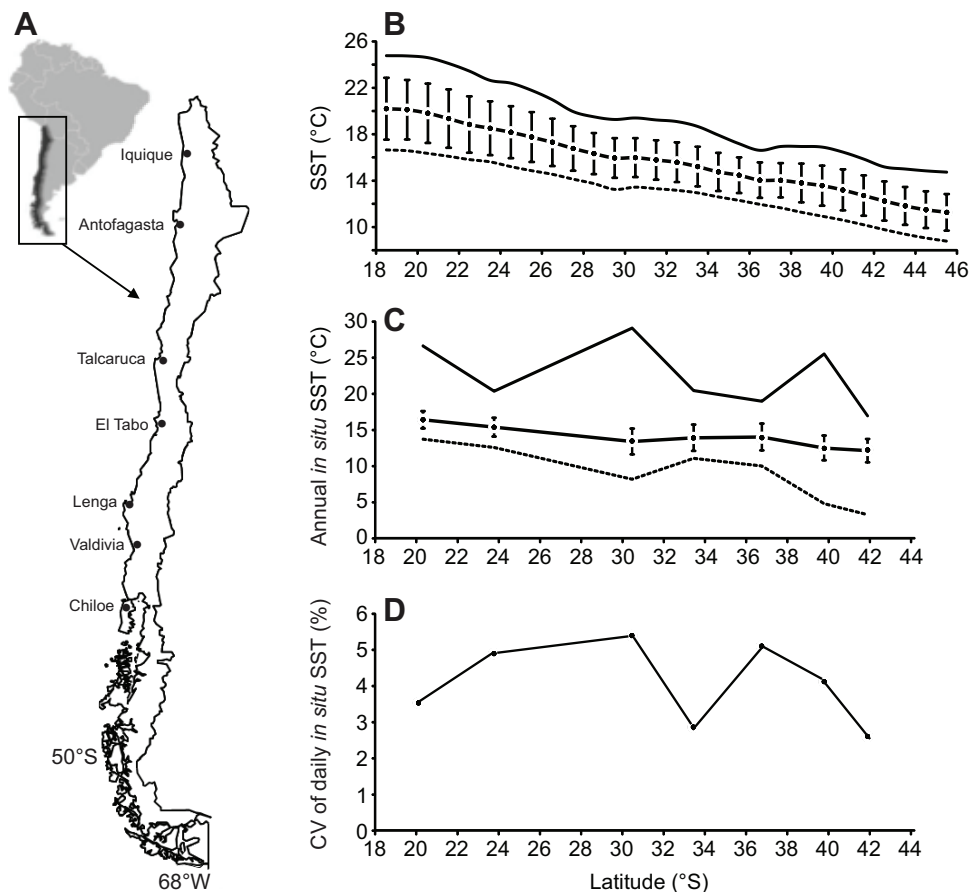 A
Iquique
Antofagasta
Talcaruca
El Tabo
Lenga
Valdivia
Chiloe
50°S
68°W
B
SST (°C)
26
22
18
14
10
18 20 22 24 26 28 30 32 34 36 38 40 42 44 46
C
Annual in situ SST (°C)
30
25
20
15
10
5
0
20 22 24 26 28 30 32 34 36 38 40 42 44
D
CV of daily in situ SST (%)
6
5
4
3
2
1
0
18 20 22 24 26 28 30 32 34 36 38 40 42 44
Latitude (°S)